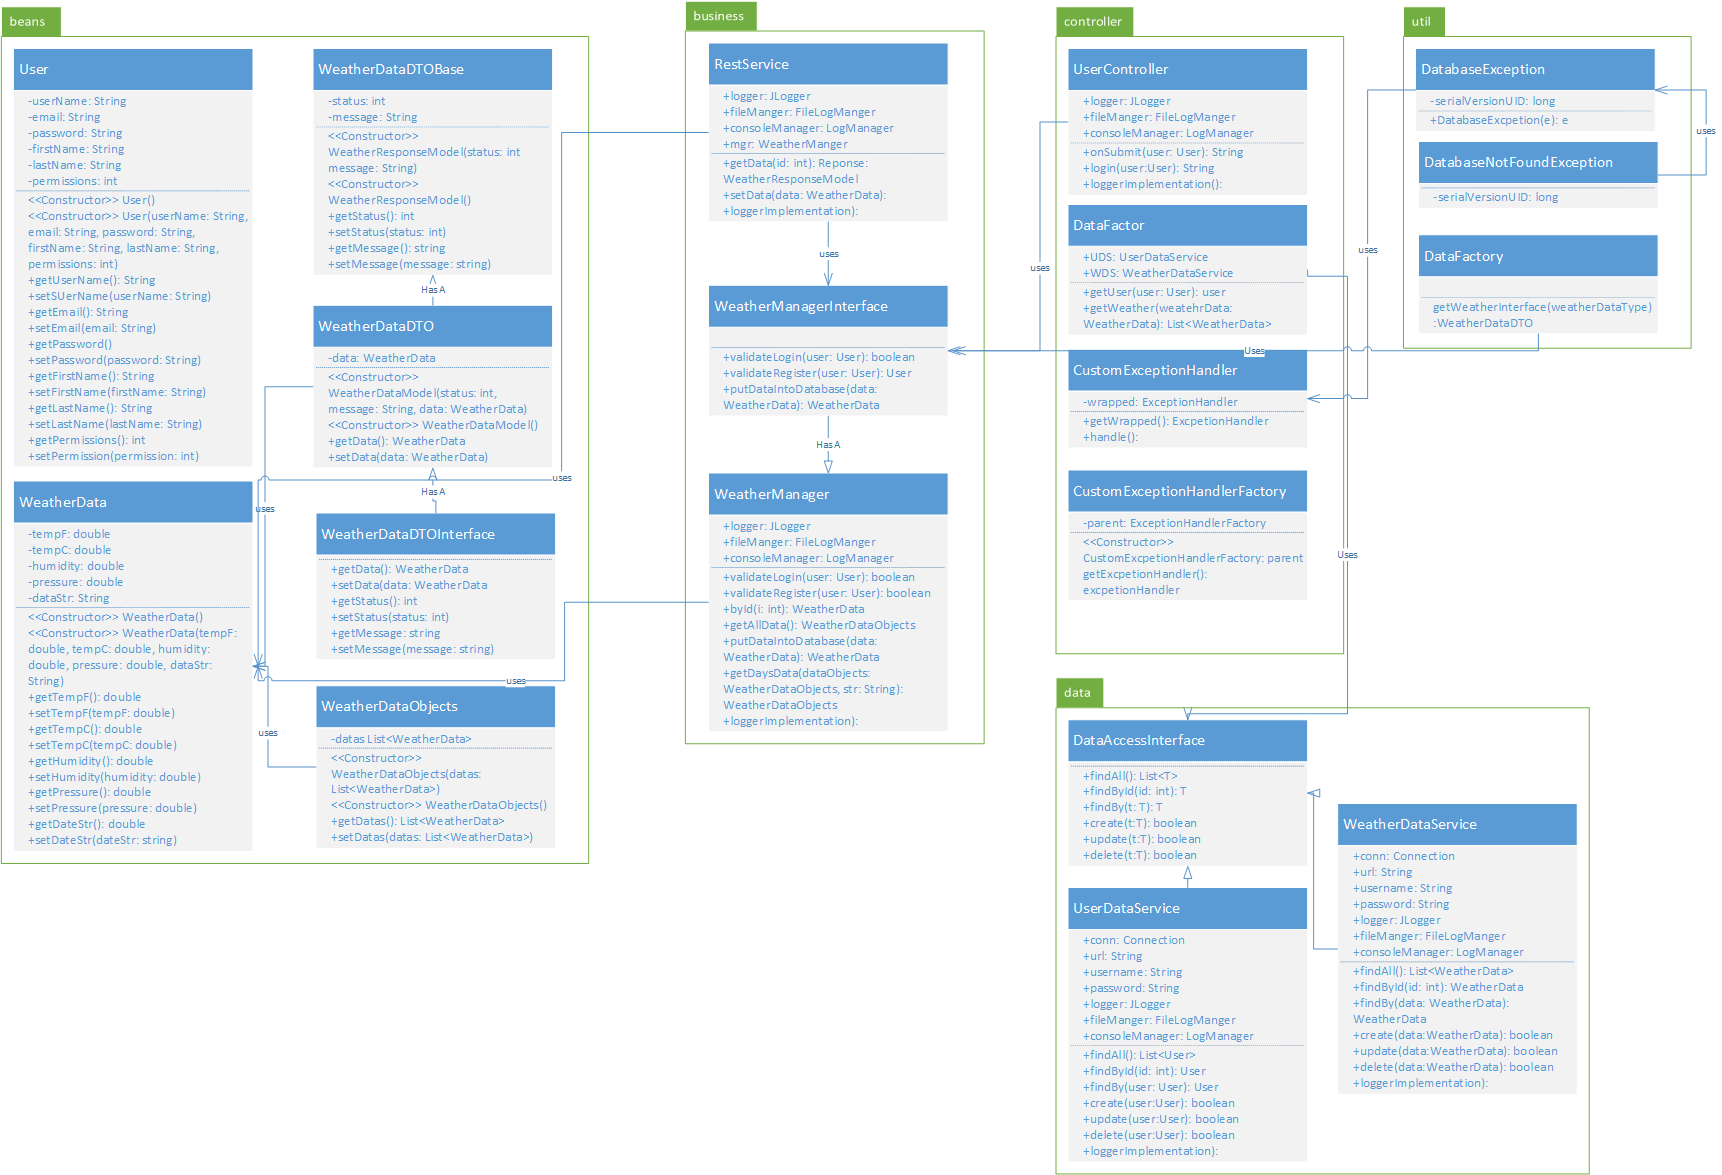 beans
User
-userName: String
-email: String
-password: String
-firstName: String
-lastName: String
-permissions: int
<<Constructor>> User()
<<Constructor>> User(userName: String,
email: String, password: String,
firstName: String, lastName: String,
permissions: int)
+getUserName(): String
+setSUerName(userName: String)
+getEmail(): String
+setEmail(email: String)
+getPassword()
+setPassword(password: String)
+getFirstName(): String
+setFirstName(firstName: String)
+getLastName(): String
+setLastName(lastName: String)
+getPermissions(): int
+setPermission(permission: int)
WeatherData
-tempF: double
-tempC: double
-humidity: double
-pressure: double
-dataStr: String
<<Constructor>> WeatherData()
<<Constructor>> WeatherData(tempF:
double, tempC: double, humidity:
double, pressure: double, dataStr:
String)
+getTempF(): double
+setTempF(tempF: double)
+getTempC(): double
+setTempC(tempC: double)
+getHumidity(): double
+setHumidity(humidity: double)
+getPressure(): double
+setPressure(pressure: double)
+getDateStr(): double
+setDateStr(dateStr: string)
WeatherDataDTOBase
-status: int
-message: String
<<Constructor>>
WeatherResponseModel(status: int
message: String)
<<Constructor>>
WeatherResponseModel()
+getStatus(): int
+setStatus(status: int)
+getMessage(): string
+setMessage(message: string)
Has A
WeatherDataDTO
-data: WeatherData
<<Constructor>>
WeatherDataModel(status: int,
message: String, data: WeatherData)
<<Constructor>> WeatherDataModel()
+getData(): WeatherData
+setData(data: WeatherData)
Has A
uses
uses
WeatherDataDTOInterface
+getData(): WeatherData
+setData(data: WeatherData
+getStatus(): int
+setStatus(status: int)
+getMessage: string
+setMessage(message: string)
uses
uses
WeatherDataObjects
-datas List<WeatherData>
<<Constructor>>
WeatherDataObjects(datas:
List<WeatherData>)
<<Constructor>> WeatherDataObjects()
+getDatas(): List<WeatherData>
+setDatas(datas: List<WeatherData>)
business
RestService
+logger: JLogger
+fileManger: FileLogManger
+consoleManager: LogManager
+mgr: WeatherManger
+getData(id: int): Reponse:
WeatherResponseModel
+setData(data: WeatherData):
+loggerImplementation):
uses
WeatherManagerInterface
+validateLogin(user: User): boolean
+validateRegister(user: User): User
+putDataIntoDatabase(data:
WeatherData): WeatherData
Has A
WeatherManager
+logger: JLogger
+fileManger: FileLogManger
+consoleManager: LogManager
+validateLogin(user: User): boolean
+validateRegister(user: User): boolean
+byId(i: int): WeatherData
+getAllData(): WeatherDataObjects
+putDataIntoDatabase(data:
WeatherData): WeatherData
+getDaysData(dataObjects:
WeatherDataObjects, str: String):
WeatherDataObjects
+loggerImplementation):
controller
UserController
+logger: JLogger
+fileManger: FileLogManger
+consoleManager: LogManager
+onSubmit(user: User): String
+login(user:User): String
+loggerImplementation():
uses
DataFactor
+UDS: UserDataService
+WDS: WeatherDataService
+getUser(user: User): user
+getWeather(weatehrData:
WeatherData): List<WeatherData>
Uses
CustomExceptionHandler
-wrapped: ExceptionHandler
+getWrapped(): ExcpetionHandler
+handle():
CustomExceptionHandlerFactory
-parent: ExceptionHandlerFactory
<<Constructor>>
CustomExcpetionHandlerFactory: parent
getExcpetionHandler():
excpetionHandler
Uses
util
DatabaseException
-serialVersionUID: long
+DatabaseExcpetion(e): e
uses
DatabaseNotFoundException
-serialVersionUID: long
uses
DataFactory
getWeatherInterface(weatherDataType)
:WeatherDataDTO
data
DataAccessInterface
+findAll(): List<T>
+findById(id: int): T
+findBy(t: T): T
+create(t:T): boolean
+update(t:T): boolean
+delete(t:T): boolean
UserDataService
+conn: Connection
+url: String
+username: String
+password: String
+logger: JLogger
+fileManger: FileLogManger
+consoleManager: LogManager
+findAll(): List<User>
+findById(id: int): User
+findBy(user: User): User
+create(user:User): boolean
+update(user:User): boolean
+delete(user:User): boolean
+loggerImplementation):
WeatherDataService
+conn: Connection
+url: String
+username: String
+password: String
+logger: JLogger
+fileManger: FileLogManger
+consoleManager: LogManager
+findAll(): List<WeatherData>
+findById(id: int): WeatherData
+findBy(data: WeatherData):
WeatherData
+create(data:WeatherData): boolean
+update(data:WeatherData): boolean
+delete(data:WeatherData): boolean
+loggerImplementation):